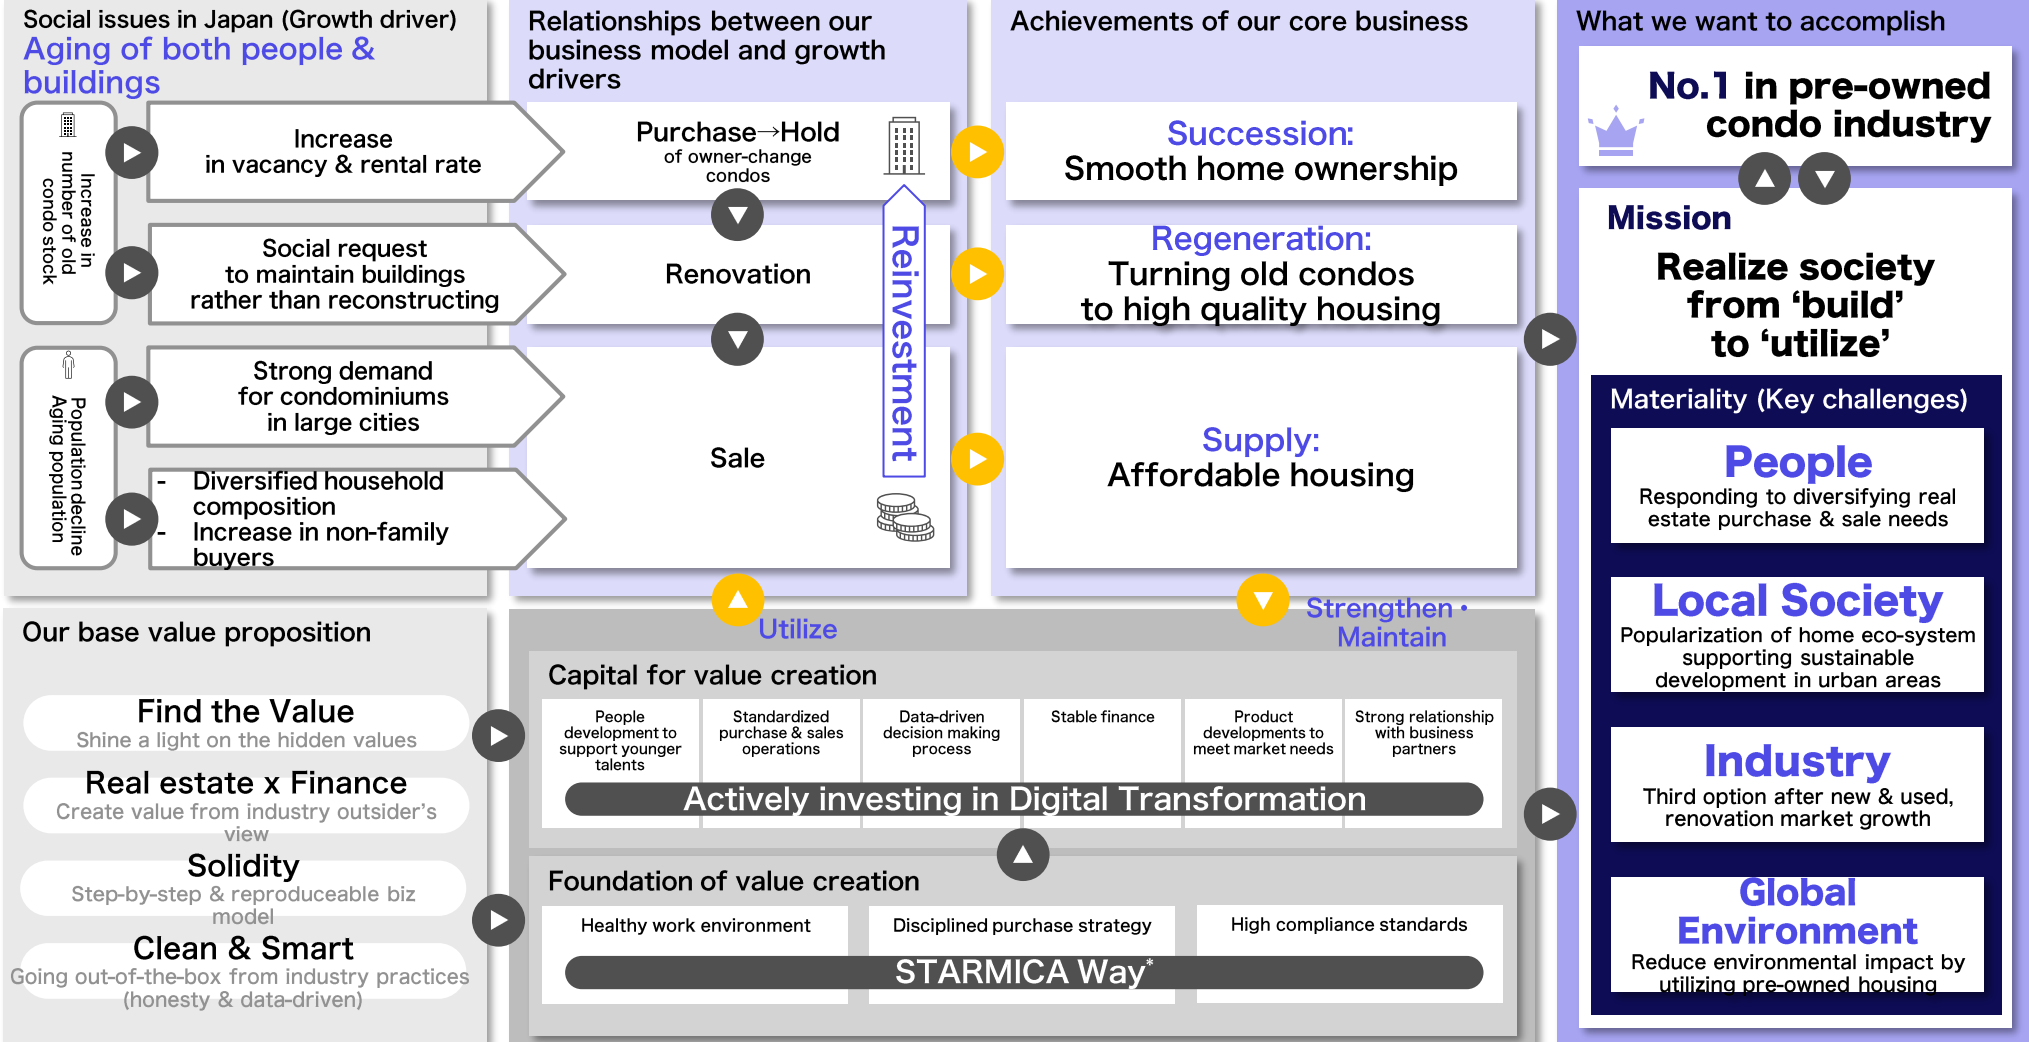 Social issues in Japan (Growth driver)
Aging of both people &
buildings
Increase in
number of old
condo stock
Increase
in vacancy & rental rate
Social request
to maintain buildings
rather than reconstructing
Population decline
Aging population
Strong demand
for condominiums
in large cities
- Diversified household
composition
- Increase in non-family
buyers
Relationships between our
business model and growth
drivers
Purchase→Hold
of owner-change
condos
Renovation
Sale
Reinvestment
Achievements of our core business
Succession:
Smooth home ownership
Regeneration:
Turning old condos
to high quality housing
Supply:
Affordable housing
What we want to accomplish
No.1 in pre-owned
condo industry
Mission
Realize society
from ‘build’
to ‘utilize’
Materiality (Key challenges)
People
Responding to diversifying real
estate purchase & sale needs
Local Society
Popularization of home eco-system
supporting sustainable
development in urban areas
Industry
Third option after new & used,
renovation market growth
Global
Environment
Reduce environmental impact by
utilizing pre-owned housing
Our base value proposition
Find the Value
Shine a light on the hidden values
Real estate x Finance
Create value from industry outsider’s
view
Solidity
Step-by-step & reproduceable biz
model
Clean & Smart
Going out-of-the-box from industry practices
(honesty & data-driven)
Utilize
Strengthen・
Maintain
Capital for value creation
People
development to
support younger
talents
Standardized
purchase & sales
operations
Data-driven
decision making
process
Stable finance
Product
developments to
meet market needs
Strong relationship
with business
partners
Actively investing in Digital Transformation
Foundation of value creation
Healthy work environment
Disciplined purchase strategy
High compliance standards
STARMICA Way*